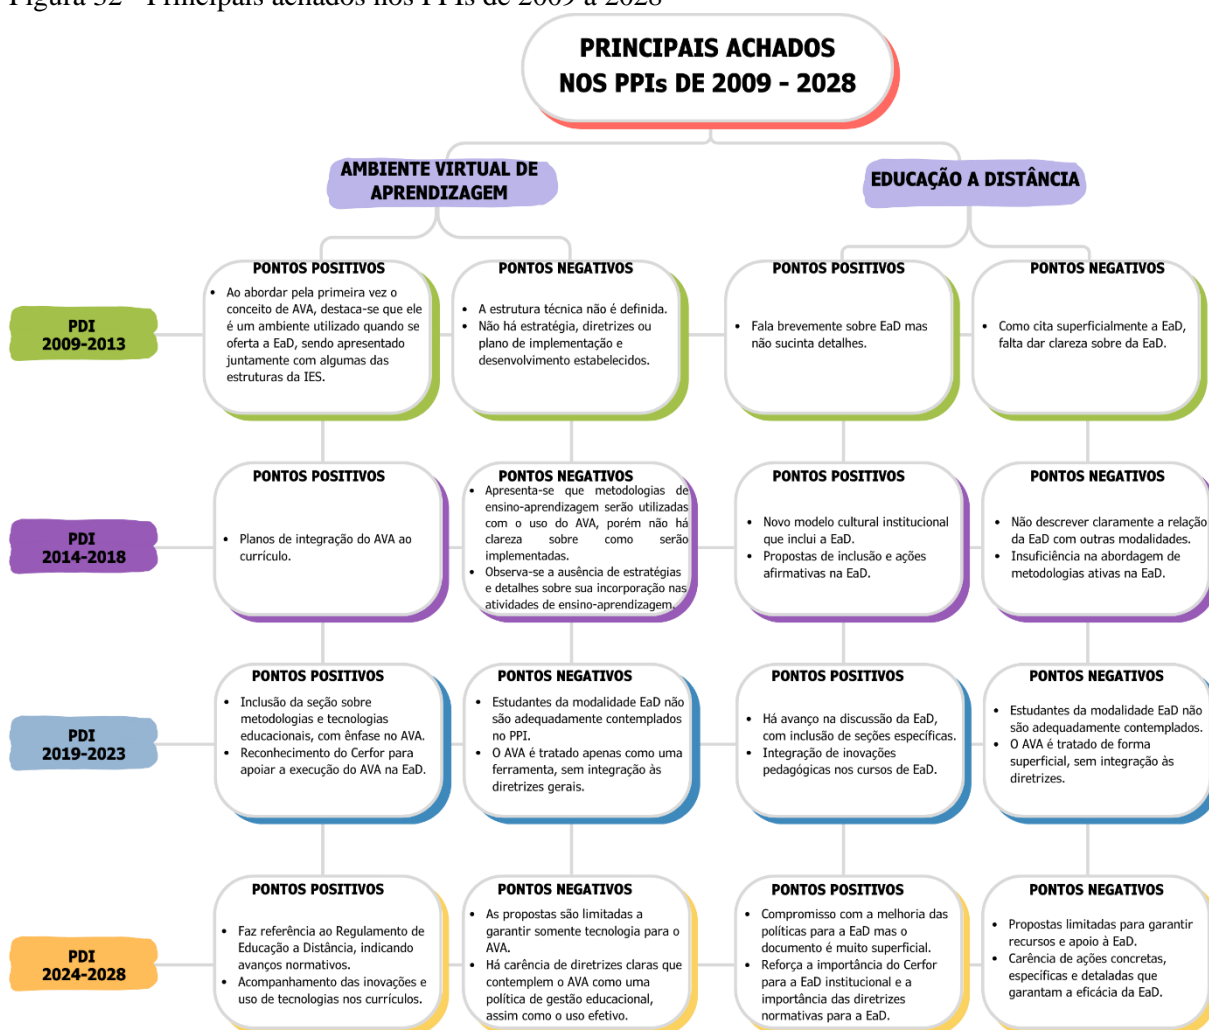 Figura 32 - Principais achados nos PPIs de 2009 a 2028
PRINCIPAIS ACHADOS
NOS PPIs DE 2009 - 2028
AMBIENTE VIRTUAL DE
APRENDIZAGEM
EDUCAÇÃO A DISTÂNCIA
PDI
2009-2013
PONTOS POSITIVOS
• Ao abordar pela primeira vez o
conceito de AVA, destaca-se que ele
é um ambiente utilizado quando se
oferta a EaD, sendo apresentado
juntamente com algumas das
estruturas da IES.
PONTOS NEGATIVOS
• A estrutura técnica não é definida.
• Não há estratégia, diretrizes ou
plano de implementação e
desenvolvimento estabelecidos.
PONTOS POSITIVOS
• Fala brevemente sobre EaD mas
não sucinta detalhes.
PONTOS NEGATIVOS
• Como cita superficialmente a EaD,
falta dar clareza sobre da EaD.
PDI
2014-2018
PONTOS POSITIVOS
• Planos de integração do AVA ao
currículo.
PONTOS NEGATIVOS
• Apresenta-se que metodologias de
ensino-aprendizagem serão utilizadas
com o uso do AVA, porém não há
clareza sobre como serão
implementadas.
• Observa-se a ausência de estratégias
e detalhes sobre sua incorporação nas
atividades de ensino-aprendizagem.
PONTOS POSITIVOS
• Novo modelo cultural institucional
que inclui a EaD.
• Propostas de inclusão e ações
afirmativas na EaD.
PONTOS NEGATIVOS
• Não descrever claramente a relação
da EaD com outras modalidades.
• Insuficiência na abordagem de
metodologias ativas na EaD.
PDI
2019-2023
PONTOS POSITIVOS
• Inclusão da seção sobre
metodologias e tecnologias
educacionais, com ênfase no AVA.
• Reconhecimento do Cerfor para
apoiar a execução do AVA na EaD.
PONTOS NEGATIVOS
• Estudantes da modalidade EaD não
são adequadamente contemplados
no PPI.
• O AVA é tratado apenas como uma
ferramenta, sem integração às
diretrizes gerais.
PONTOS POSITIVOS
• Há avanço na discussão da EaD,
com inclusão de seções específicas.
• Integração de inovações
pedagógicas nos cursos de EaD.
PONTOS NEGATIVOS
• Estudantes da modalidade EaD não
são adequadamente contemplados.
• O AVA é tratado de forma
superficial, sem integração às
diretrizes.
PDI
2024-2028
PONTOS POSITIVOS
• Faz referência ao Regulamento de
Educação a Distância, indicando
avanços normativos.
• Acompanhamento das inovações e
uso de tecnologias nos currículos.
PONTOS NEGATIVOS
• As propostas são limitadas a
garantir somente tecnologia para o
AVA.
• Há carência de diretrizes claras que
contemplem o AVA como uma
política de gestão educacional,
assim como o uso efetivo.
PONTOS POSITIVOS
• Compromisso com a melhoria das
políticas para a EaD mas o
documento é muito superficial.
• Reforça a importância do Cerfor
para a EaD institucional e a
importância das diretrizes
normativas para a EaD.
PONTOS NEGATIVOS
• Propostas limitadas para garantir
recursos e apoio à EaD.
• Carência de ações concretas,
específicas e detalhadas que
garantam a eficácia da EaD.